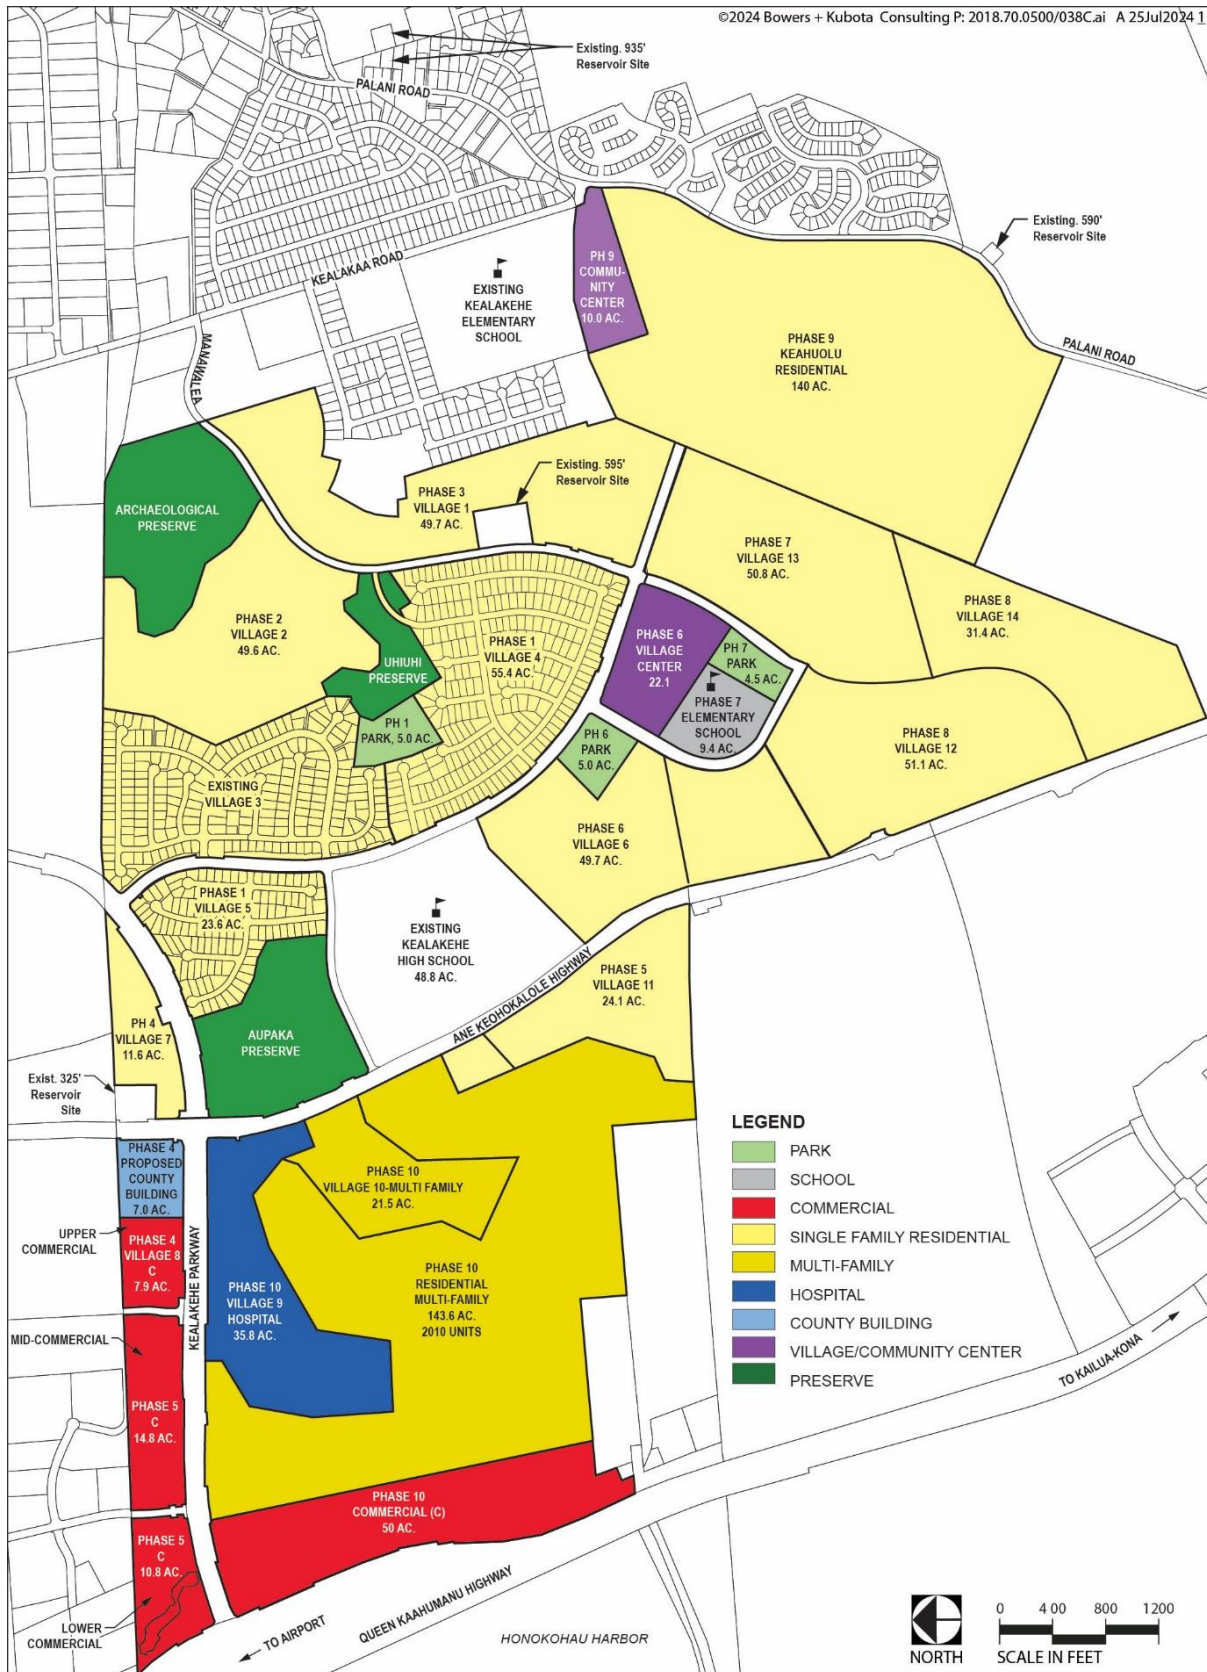 ©2024 Bowers + Kubota Consulting P: 2018.70.0500/038C.ai A 25Jul2024 1
Existing. 935'
Reservoir Site
PALANI ROAD
Existing. 590'
Reservoir Site
PALANI ROAD
KEALAKAA ROAD
MANAWALEA
EXISTING
KEALAKEHE
ELEMENTARY
SCHOOL
PH 9
COMMU-
NITY
CENTER
10.0 AC.
PHASE 9
KEAHUOLU
RESIDENTIAL
140 AC.
Existing. 595'
Reservoir Site
PHASE 3
VILLAGE 1
49.7 AC.
ARCHAEOLOGICAL
PRESERVE
PHASE 7
VILLAGE 13
50.8 AC.
PHASE 8
VILLAGE 14
31.4 AC.
PHASE 2
VILLAGE 2
49.6 AC.
UHIUHI
PRESERVE
PHASE 1
VILLAGE 4
55.4 AC.
PHASE 6
VILLAGE
CENTER
22.1
PH 7
PARK
4.5 AC.
PHASE 7
ELEMENTARY
SCHOOL
9.4 AC.
PH 1
PARK, 5.0 AC.
PH 6
PARK
5.0 AC.
PHASE 8
VILLAGE 12
51.1 AC.
EXISTING
VILLAGE 3
PHASE 6
VILLAGE 6
49.7 AC.
PHASE 1
VILLAGE 5
23.6 AC.
EXISTING
KEALAKEHE
HIGH SCHOOL
48.8 AC.
ANE KEOHOKALOLE HIGHWAY
PHASE 5
VILLAGE 11
24.1 AC.
PH 4
VILLAGE 7
11.6 AC.
AUPAKA
PRESERVE
Exist. 325'
Reservoir
Site
PHASE 4
PROPOSED
COUNTY
BUILDING
7.0 AC.
UPPER
COMMERCIAL
PHASE 4
VILLAGE 8
C
7.9 AC.
KEALAKEHE PARKWAY
PHASE 10
VILLAGE 10-MULTI FAMILY
21.5 AC.
PHASE 10
VILLAGE 9
HOSPITAL
35.8 AC.
PHASE 10
RESIDENTIAL
MULTI-FAMILY
143.6 AC.
2010 UNITS
MID-COMMERCIAL
PHASE 5
C
14.8 AC.
PHASE 10
COMMERCIAL (C)
50 AC.
PHASE 5
C
10.8 AC.
LOWER
COMMERCIAL
LEGEND
PARK
SCHOOL
COMMERCIAL
SINGLE FAMILY RESIDENTIAL
MULTI-FAMILY
HOSPITAL
COUNTY BUILDING
VILLAGE/COMMUNITY CENTER
PRESERVE
TO KAILUA-KONA
TO AIRPORT
QUEEN KAAHUMANU HIGHWAY
HONOKOHAU HARBOR
NORTH
0 400 800 1200
SCALE IN FEET